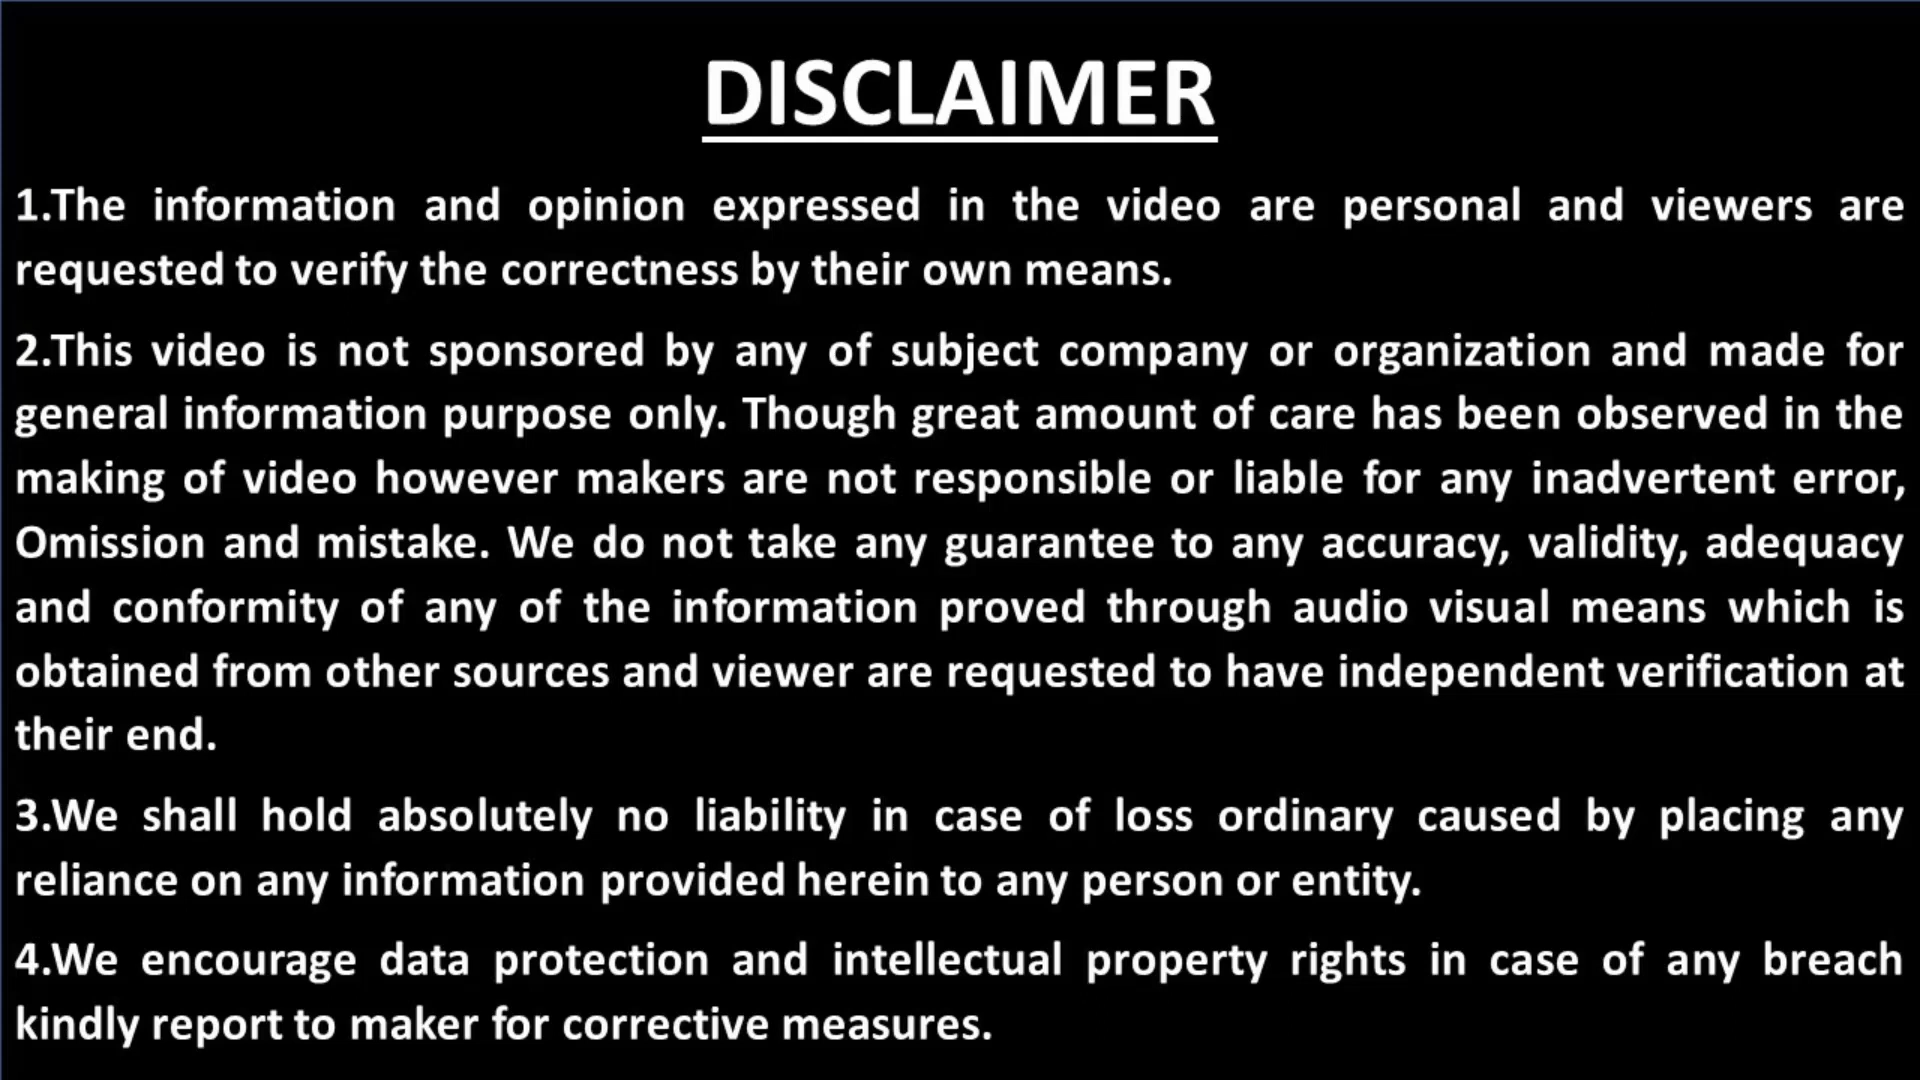 DISCLAIMER
1.The information and opinion expressed in the video are personal and viewers are
requested to verify the correctness by their own means.
2.This video is not sponsored by any of subject company or organization and made for
general information purpose only. Though great amount of care has been observed in the
making of video however makers are not responsible or liable for any inadvertent error,
Omission and mistake. We do not take any guarantee to any accuracy, validity, adequacy
and conformity of any of the information proved through audio visual means which is
obtained from other sources and viewer are requested to have independent verification at
their end.
3.We shall hold absolutely no liability in case of loss ordinary caused by placing any
reliance on any information provided herein to any person or entity.
4.We encourage data protection and intellectual property rights in case of any breach
kindly report to maker for corrective measures.